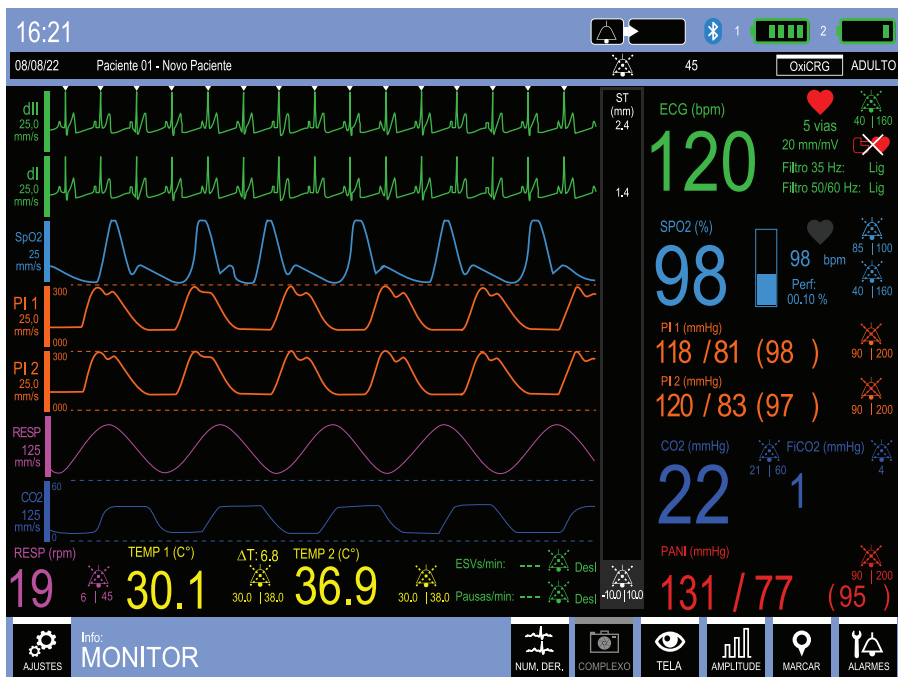 16:21
1
2
08/08/22
Paciente 01 - Novo Paciente
45
OxiCRG
ADULTO
dII
25,0
mm/s
dI
25,0
mm/s
SpO2
25
mm/s
PI 1
25,0
mm/s
300
000
PI 2
25,0
mm/s
300
000
RESP
125
mm/s
CO2
125
mm/s
60
0
ST
(mm)
2.4
1.4
-10.0 | 10.0
ECG (bpm)
120
5 vias
20 mm/mV
Filtro 35 Hz: Lig
Filtro 50/60 Hz: Lig
40 | 160
SPO2 (%)
98
98 bpm
Perf:
00.10 %
85 | 100
40 | 160
PI 1 (mmHg)
118 / 81 (98 )
90 | 200
PI 2 (mmHg)
120 / 83 (97 )
90 | 200
CO2 (mmHg)
22
21 | 60
FiCO2 (mmHg)
1
4
RESP (rpm)
19
6 | 45
TEMP 1 (C°)
30.1
ΔT: 6.8
30.0 | 38.0
TEMP 2 (C°)
36.9
30.0 | 38.0
ESVs/min: --- Desl
Pausas/min: --- Desl
PANI (mmHg)
131 / 77 (95 )
90 | 200
AJUSTES
Info:
MONITOR
NUM, DER,
COMPLEXO
TELA
AMPLITUDE
MARCAR
ALARMES